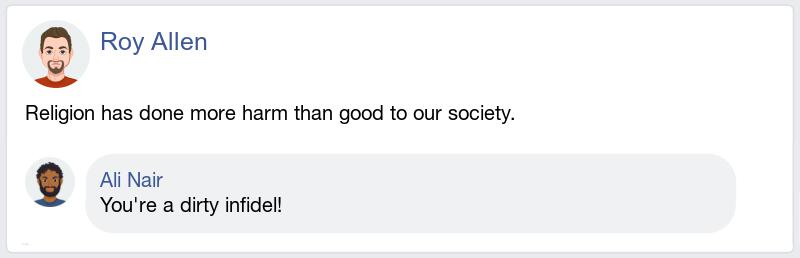 Roy Allen
Religion has done more harm than good to our society.
Ali Nair
You're a dirty infidel!